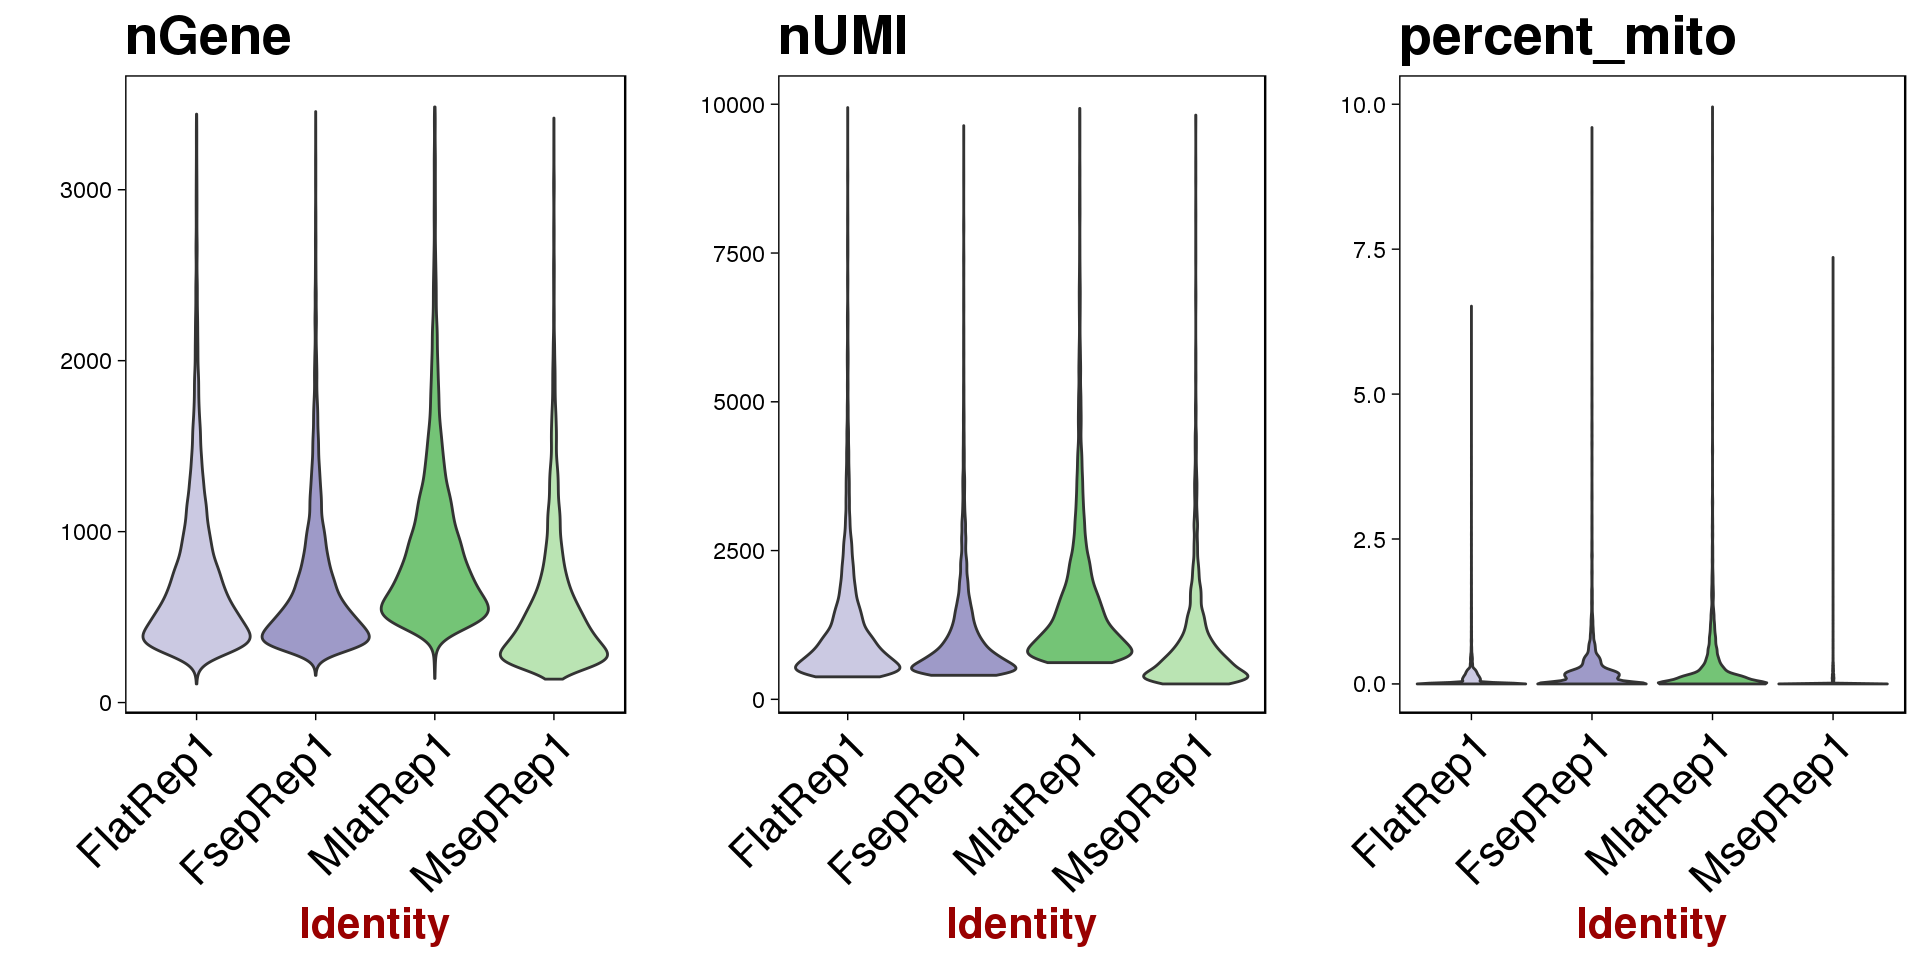 nGene
3000
2000
1000
0
FlatRep1
FsepRep1
MlatRep1
MsepRep1
Identity
nUMI
10000
7500
5000
2500
0
FlatRep1
FsepRep1
MlatRep1
MsepRep1
Identity
percent_mito
10.0
7.5
5.0
2.5
0.0
FlatRep1
FsepRep1
MlatRep1
MsepRep1
Identity